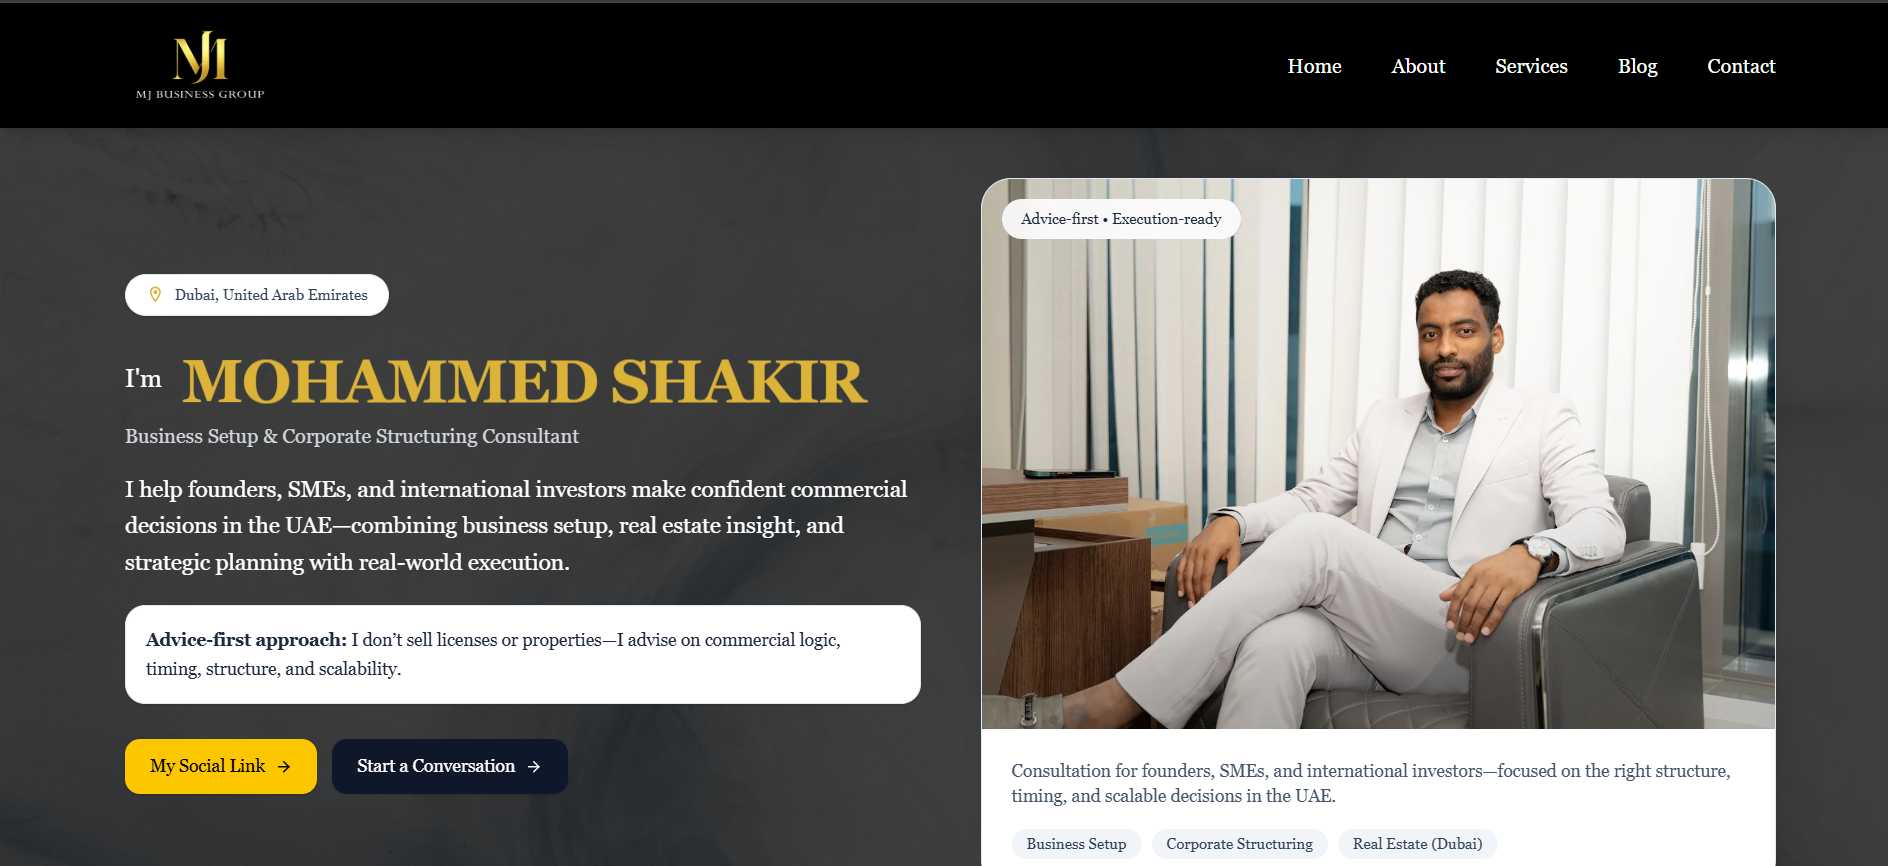 MJ
MJ BUSINESS GROUP
Home
About
Services
Blog
Contact
Dubai, United Arab Emirates
I'm MOHAMMED SHAKIR
Business Setup & Corporate Structuring Consultant
I help founders, SMEs, and international investors make confident commercial
decisions in the UAE—combining business setup, real estate insight, and
strategic planning with real-world execution.
Advice-first approach: I don’t sell licenses or properties—I advise on commercial logic,
timing, structure, and scalability.
My Social Link →
Start a Conversation →
Advice-first • Execution-ready
Consultation for founders, SMEs, and international investors—focused on the right structure,
timing, and scalable decisions in the UAE.
Business Setup
Corporate Structuring
Real Estate (Dubai)